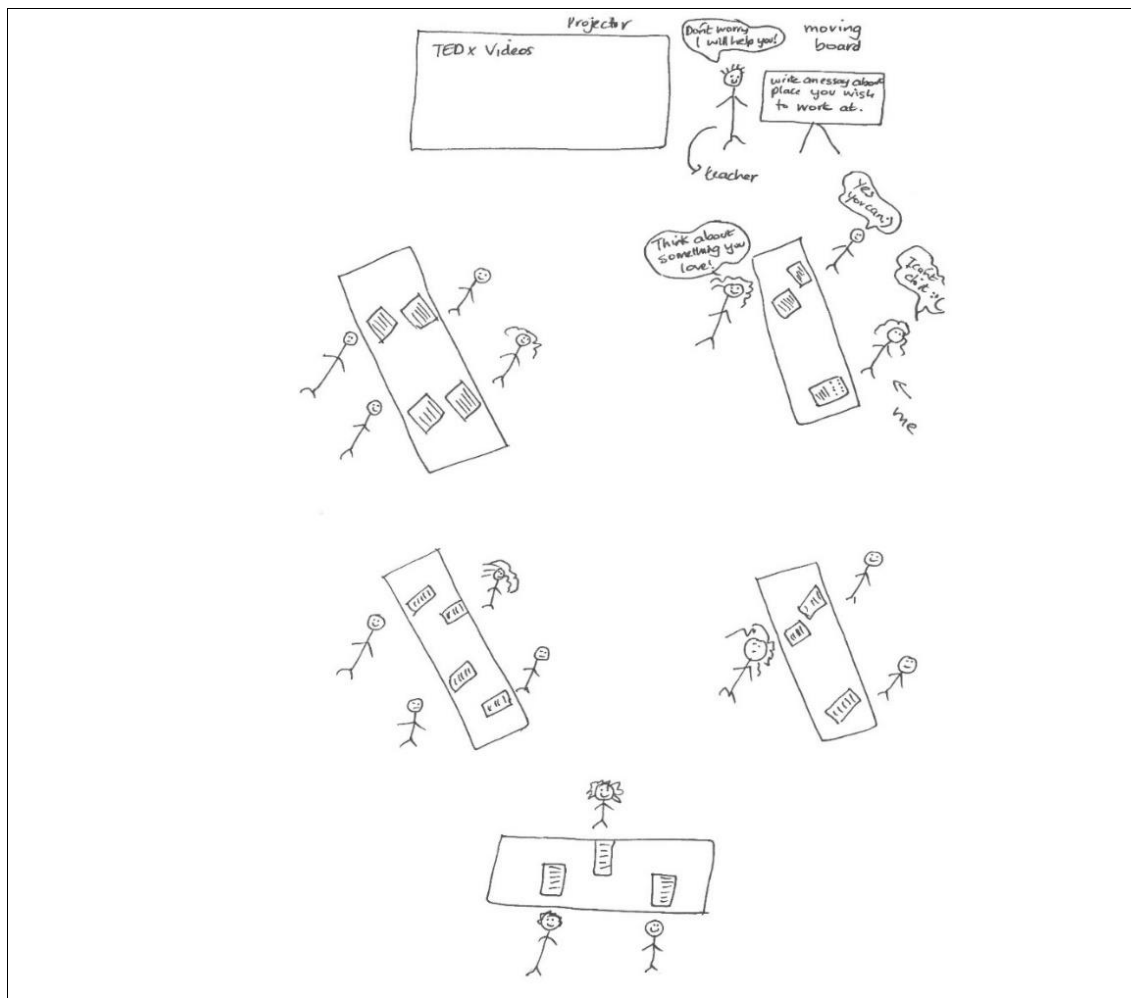 Projector
TEDx Videos
Don't worry
I will help you!
moving
board
write an essay about
place you wish
to work at.
teacher
Yes
you can :)
Think about
something you
love!
I can't
me